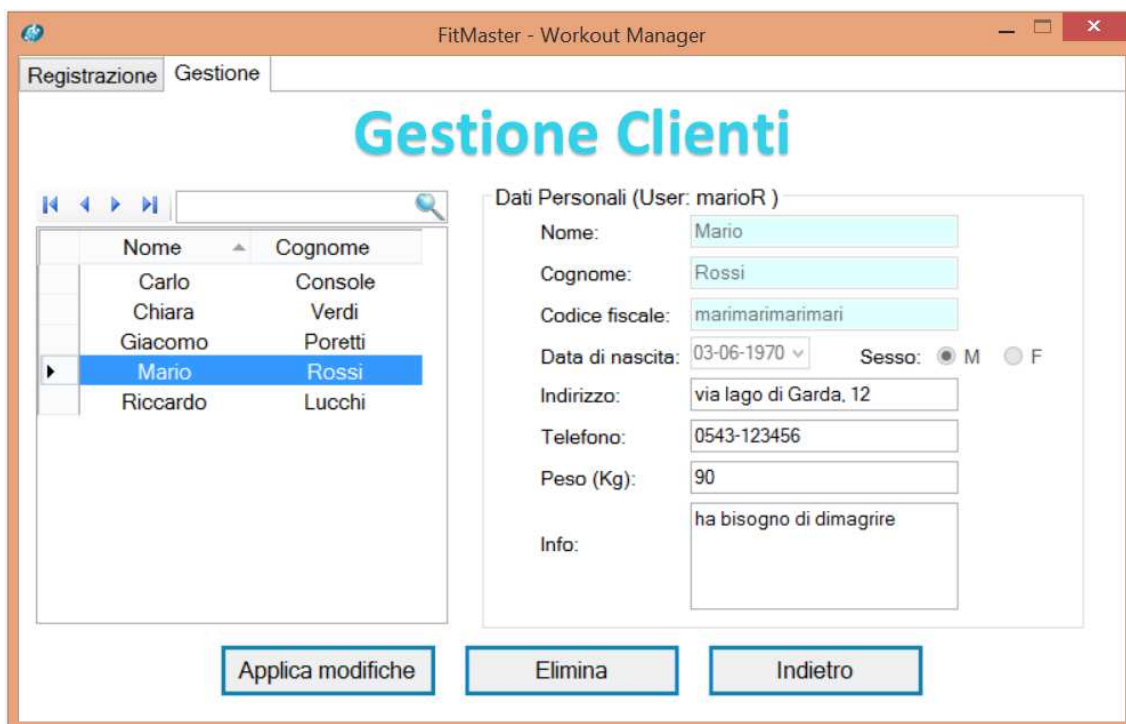 FitMaster - Workout Manager
Registrazione Gestione
Gestione Clienti
Nome Cognome
Carlo Console
Chiara Verdi
Giacomo Poretti
Mario Rossi
Riccardo Lucchi
Dati Personali (User: marioR )
Nome: Mario
Cognome: Rossi
Codice fiscale: marimarimarimari
Data di nascita: 03-06-1970 Sesso: M F
Indirizzo: via lago di Garda, 12
Telefono: 0543-123456
Peso (Kg): 90
Info: ha bisogno di dimagrire
Applica modifiche Elimina Indietro